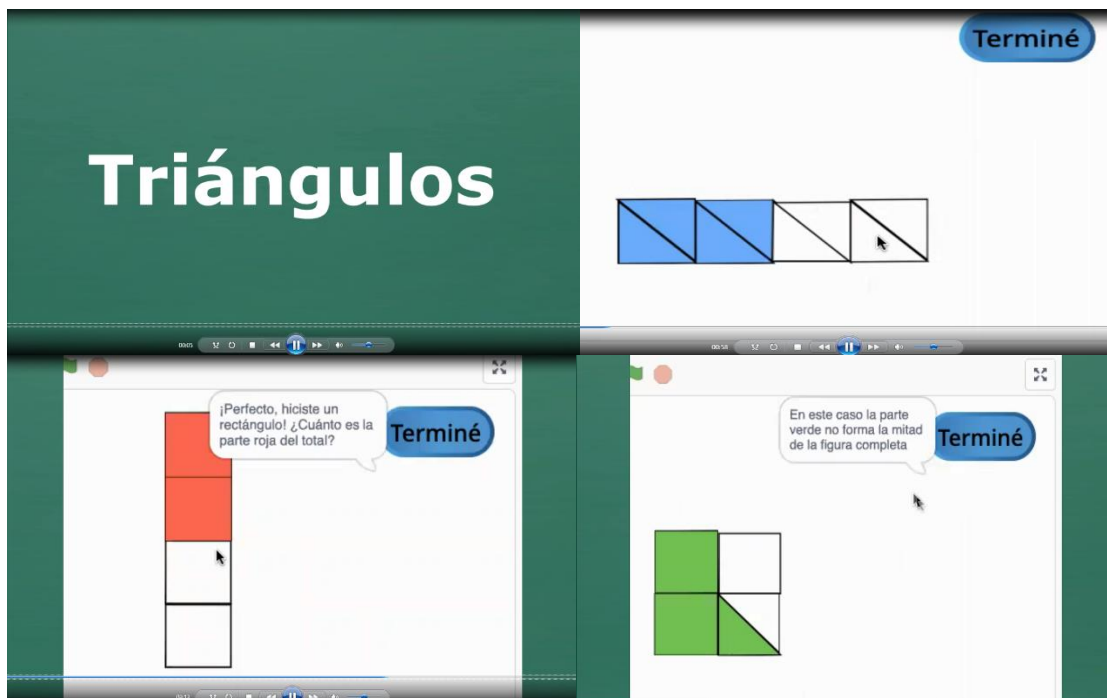 Triángulos
Terminé
¡Perfecto, hiciste un
rectángulo! ¿Cuánto es la
parte roja del total?
Terminé
En este caso la parte
verde no forma la mitad
de la figura completa
Terminé